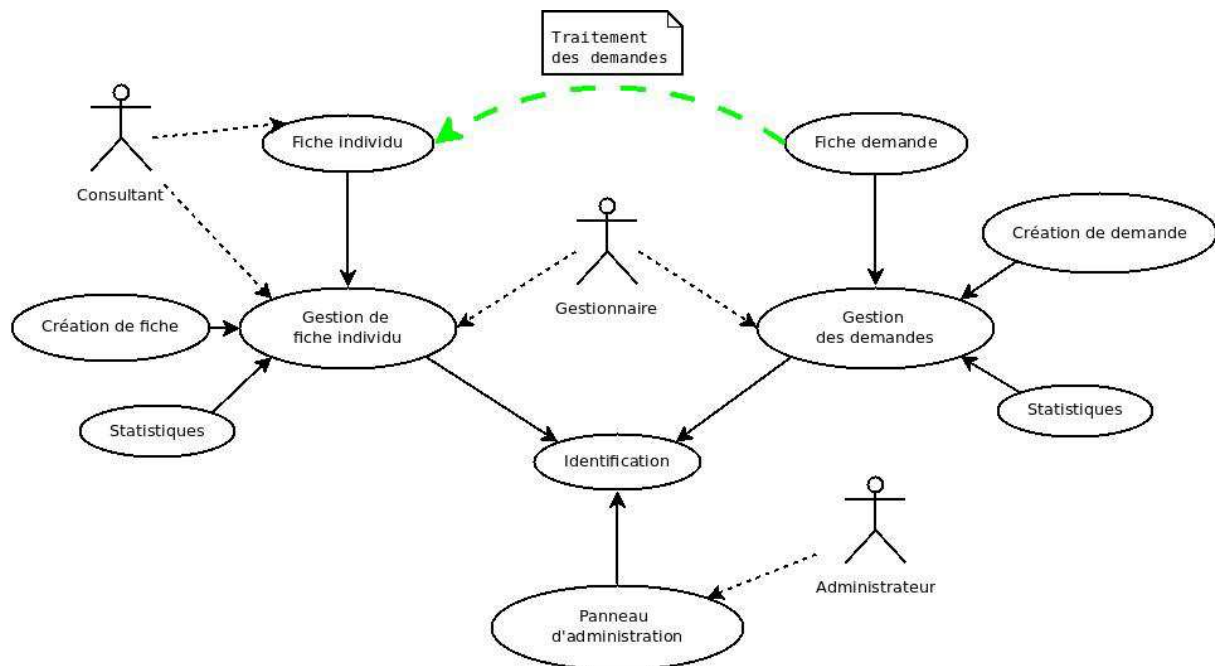 Traitement
des demandes
Fiche individu
Fiche demande
Consultant
Création de demande
Gestionnaire
Création de fiche
Gestion de
fiche individu
Gestion
des demandes
Statistiques
Statistiques
Identification
Administrateur
Panneau
d'administration